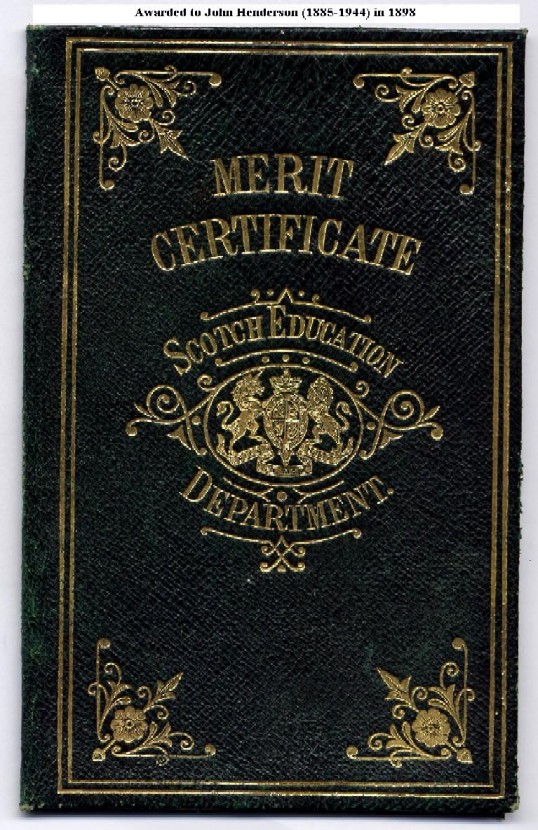 Awarded to John Henderson (1885-1944) in 1898
MERIT
CERTIFICATE
SCOTCH EDUCATION
DEPARTMENT.